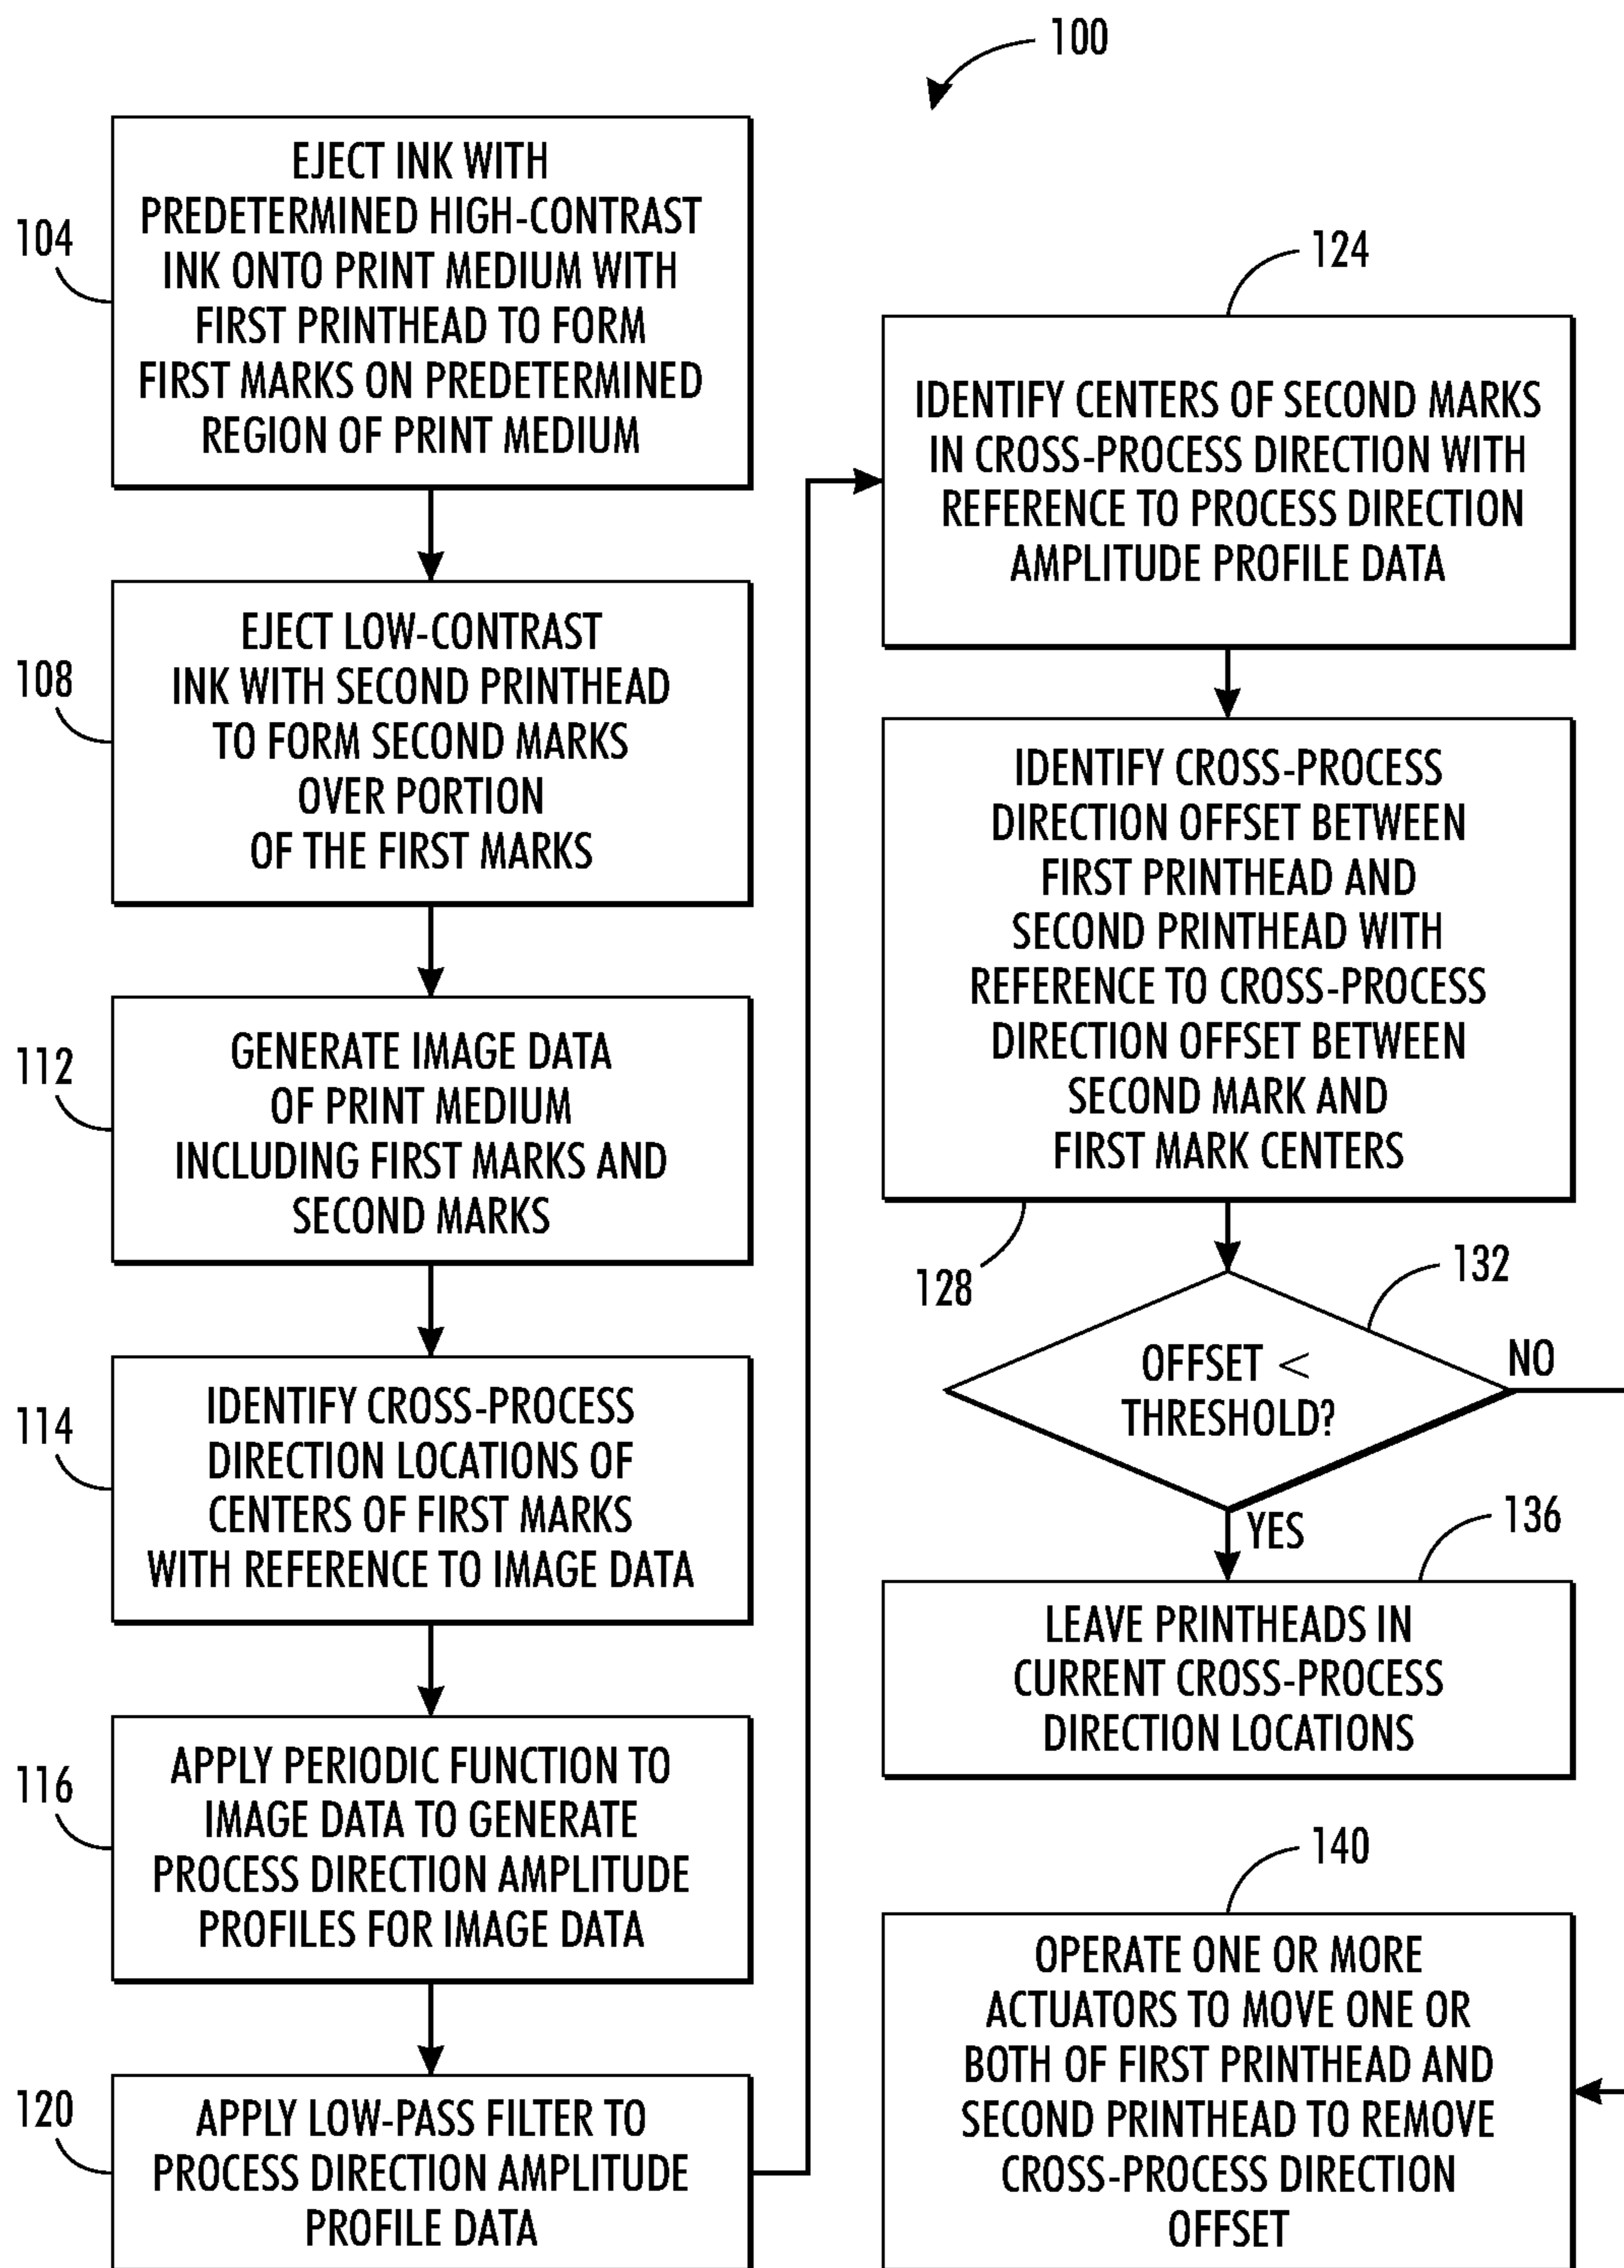 100
104
EJECT INK WITH
PREDETERMINED HIGH-CONTRAST
INK ONTO PRINT MEDIUM WITH
FIRST PRINTHEAD TO FORM
FIRST MARKS ON PREDETERMINED
REGION OF PRINT MEDIUM
108
EJECT LOW-CONTRAST
INK WITH SECOND PRINTHEAD
TO FORM SECOND MARKS
OVER PORTION
OF THE FIRST MARKS
112
GENERATE IMAGE DATA
OF PRINT MEDIUM
INCLUDING FIRST MARKS AND
SECOND MARKS
114
IDENTIFY CROSS-PROCESS
DIRECTION LOCATIONS OF
CENTERS OF FIRST MARKS
WITH REFERENCE TO IMAGE DATA
116
APPLY PERIODIC FUNCTION TO
IMAGE DATA TO GENERATE
PROCESS DIRECTION AMPLITUDE
PROFILES FOR IMAGE DATA
120
APPLY LOW-PASS FILTER TO
PROCESS DIRECTION AMPLITUDE
PROFILE DATA
124
IDENTIFY CENTERS OF SECOND MARKS
IN CROSS-PROCESS DIRECTION WITH
REFERENCE TO PROCESS DIRECTION
AMPLITUDE PROFILE DATA
IDENTIFY CROSS-PROCESS
DIRECTION OFFSET BETWEEN
FIRST PRINTHEAD AND
SECOND PRINTHEAD WITH
REFERENCE TO CROSS-PROCESS
DIRECTION OFFSET BETWEEN
SECOND MARK AND
FIRST MARK CENTERS
128
132
OFFSET <
THRESHOLD?
NO
YES
136
LEAVE PRINTHEADS IN
CURRENT CROSS-PROCESS
DIRECTION LOCATIONS
140
OPERATE ONE OR MORE
ACTUATORS TO MOVE ONE OR
BOTH OF FIRST PRINTHEAD AND
SECOND PRINTHEAD TO REMOVE
CROSS-PROCESS DIRECTION
OFFSET